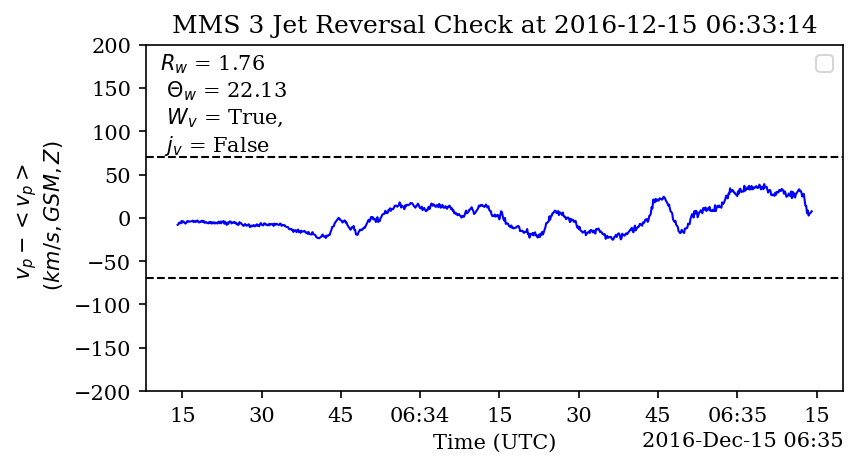 MMS 3 Jet Reversal Check at 2016-12-15 06:33:14
R_w = 1.76
Θ_w = 22.13
W_v = True,
j_v = False
v_p − < v_p >
(km/s, GSM, Z)
200
150
100
50
0
−50
−100
−150
−200
15 30 45 06:34 15 30 45 06:35 15
Time (UTC)
2016-Dec-15 06:35